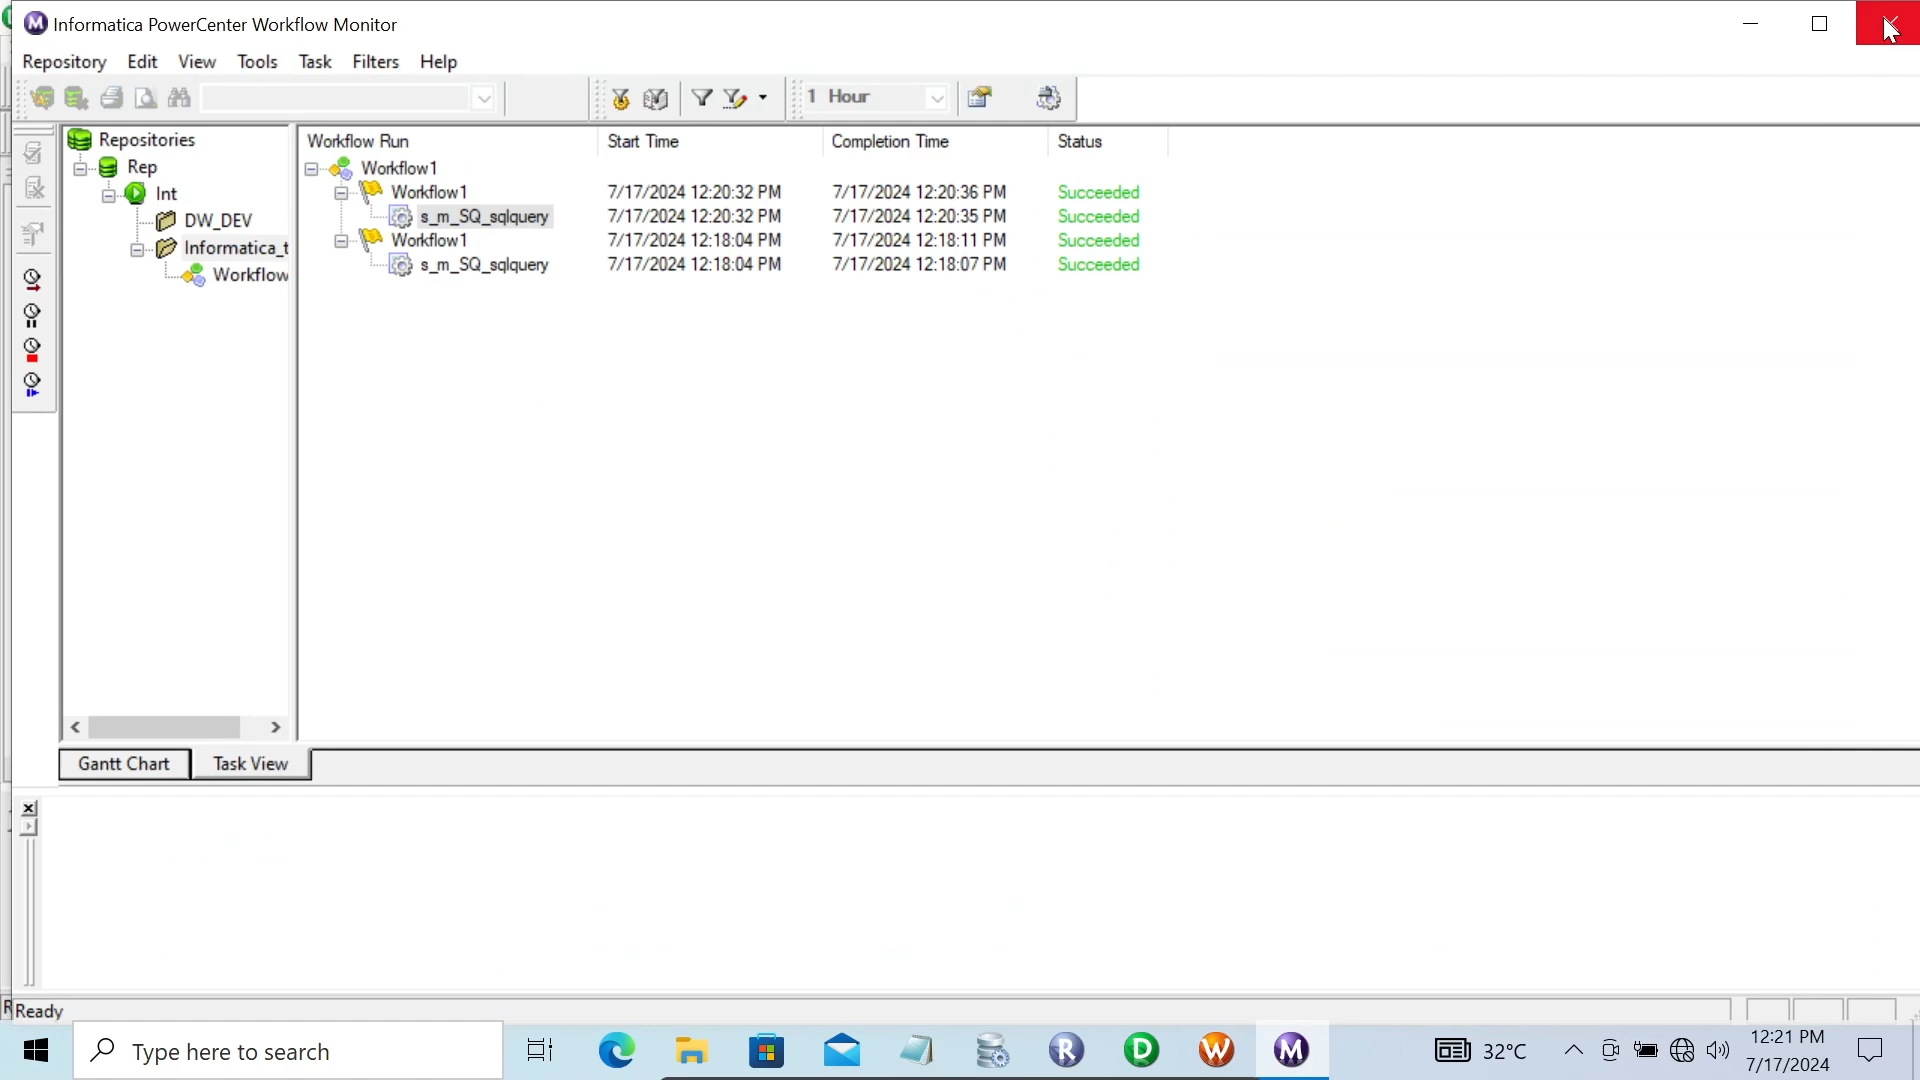 Informatica PowerCenter Workflow Monitor
Repository Edit View Tools Task Filters Help
1 Hour
Repositories
Rep
Int
DW_DEV
Informatica_t
Workflow
Workflow Run Start Time Completion Time Status
Workflow1
Workflow1 7/17/2024 12:20:32 PM 7/17/2024 12:20:36 PM Succeeded
s_m_SQ_sqlquery 7/17/2024 12:20:32 PM 7/17/2024 12:20:35 PM Succeeded
Workflow1 7/17/2024 12:18:04 PM 7/17/2024 12:18:11 PM Succeeded
s_m_SQ_sqlquery 7/17/2024 12:18:04 PM 7/17/2024 12:18:07 PM Succeeded
Gantt Chart Task View
Ready
Type here to search
R D W M
32°C
12:21 PM
7/17/2024